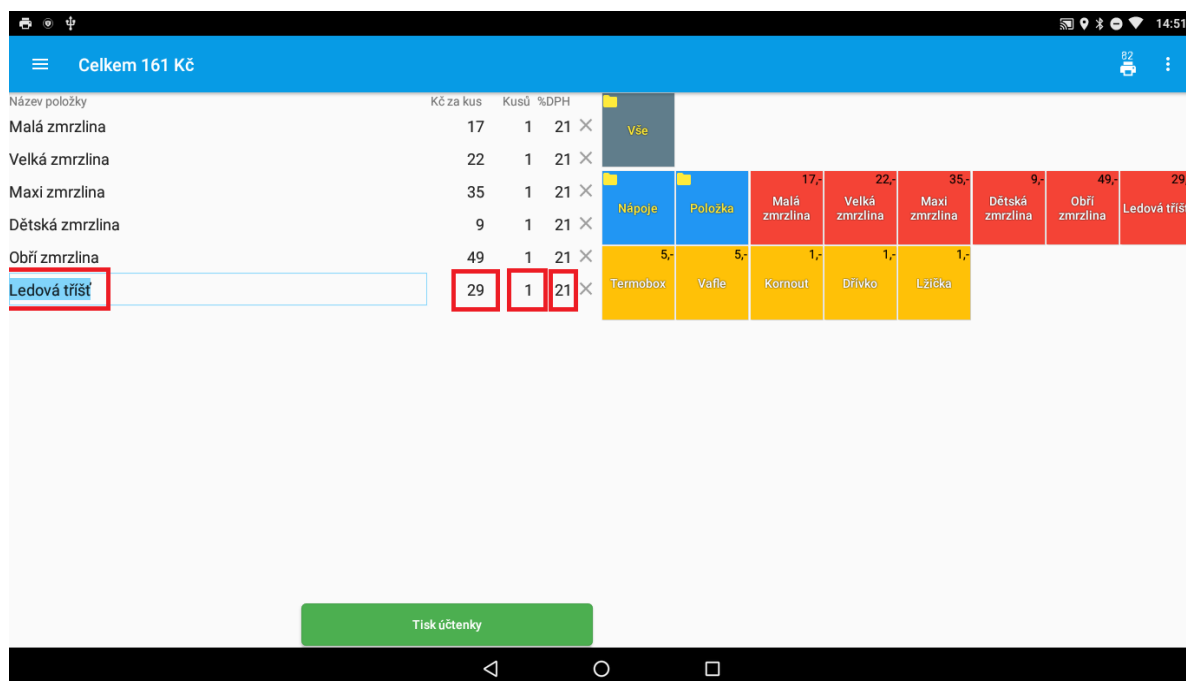 14:51
Celkem 161 Kč
82
Název položky Kč za kus Kusů %DPH
Malá zmrzlina 17 1 21
Velká zmrzlina 22 1 21
Maxi zmrzlina 35 1 21
Dětská zmrzlina 9 1 21
Obří zmrzlina 49 1 21
Ledová tříšť 29 1 21
Vše
17,- 22,- 35,- 9,- 49,- 29
Nápoje Položka Malá zmrzlina Velká zmrzlina Maxi zmrzlina Dětská zmrzlina Obří zmrzlina Ledová
5,- 5,- 1,- 1,- 1,-
Termobox Vafle Kornout Dřívko Lžička
Tisk účtenky